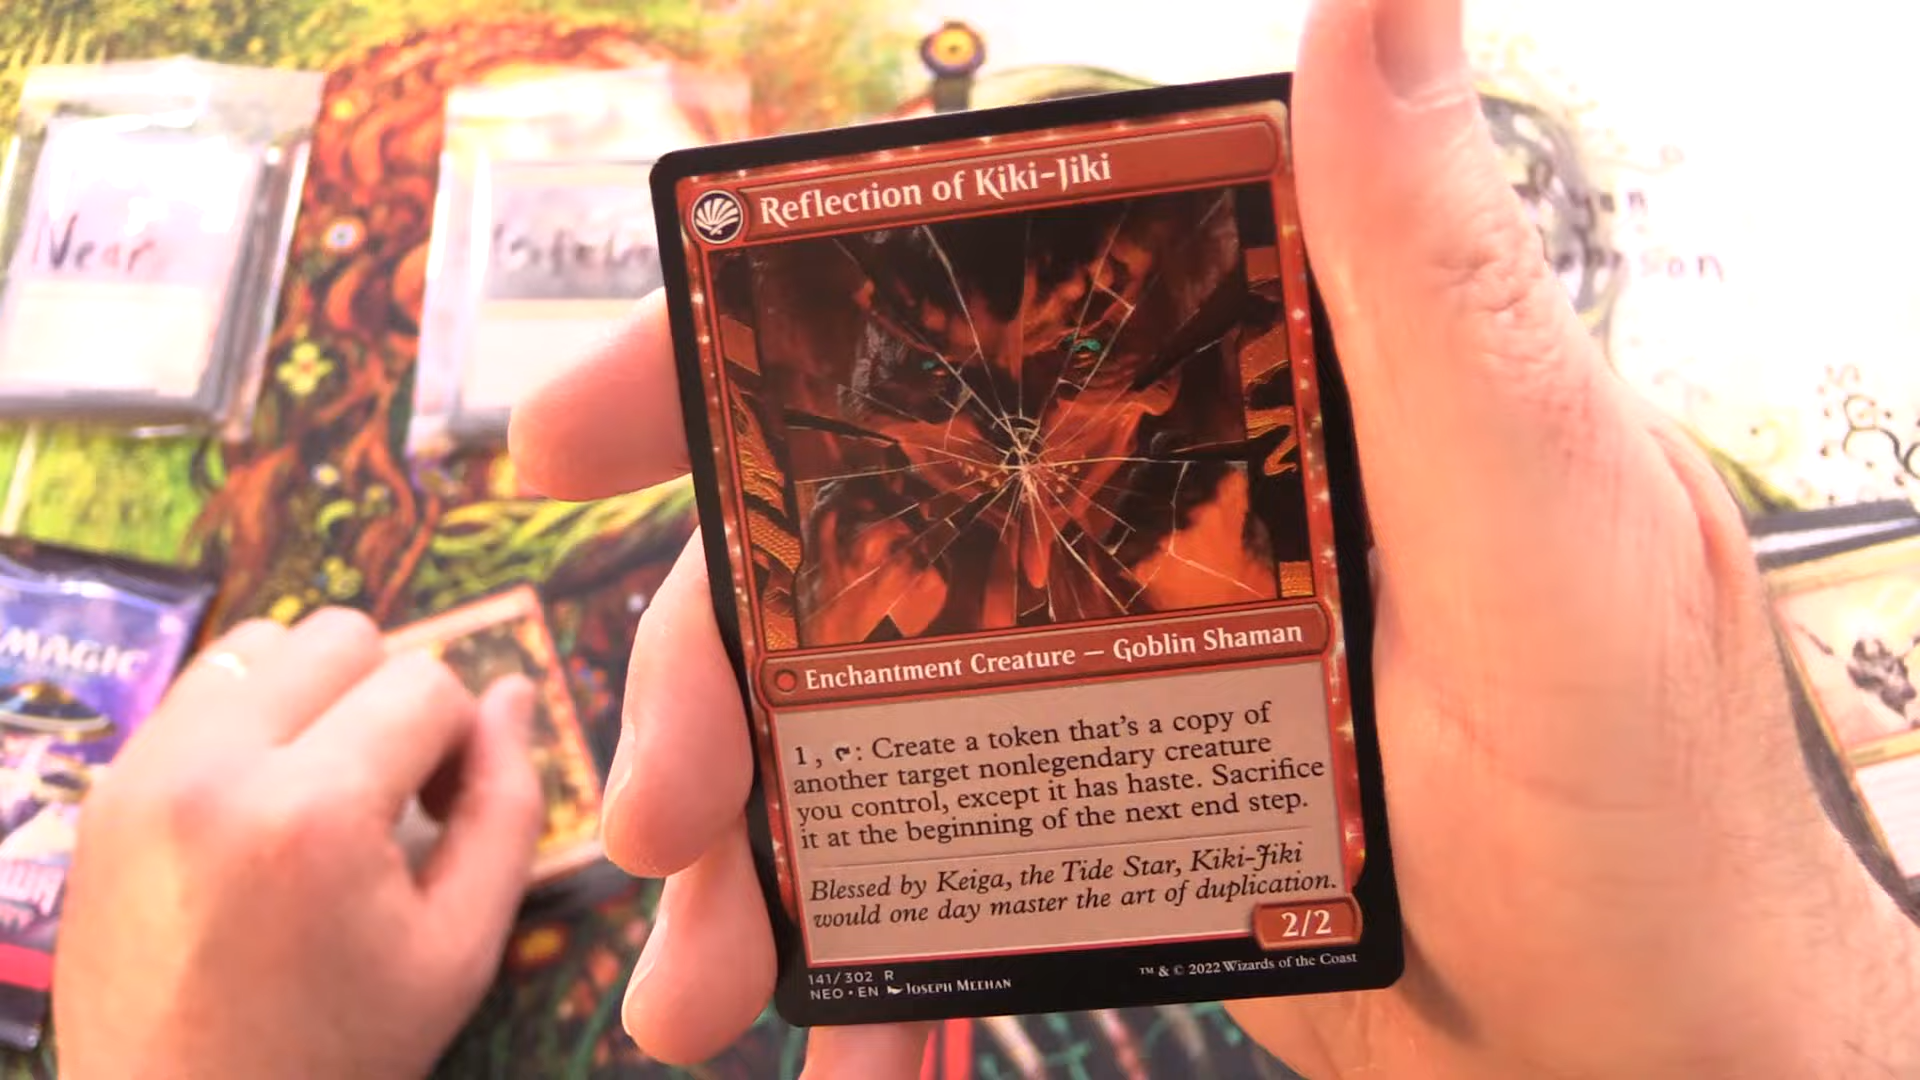 Near
Reflection of Kiki-Jiki
Enchantment Creature — Goblin Shaman
1, : Create a token that's a copy of
another target nonlegendary creature
you control, except it has haste. Sacrifice
it at the beginning of the next end step.
Blessed by Keiga, the Tide Star, Kiki-Jiki
would one day master the art of duplication.
2/2
141/302 R
NEO • EN Joseph Meehan
™ & © 2022 Wizards of the Coast
MAGIC